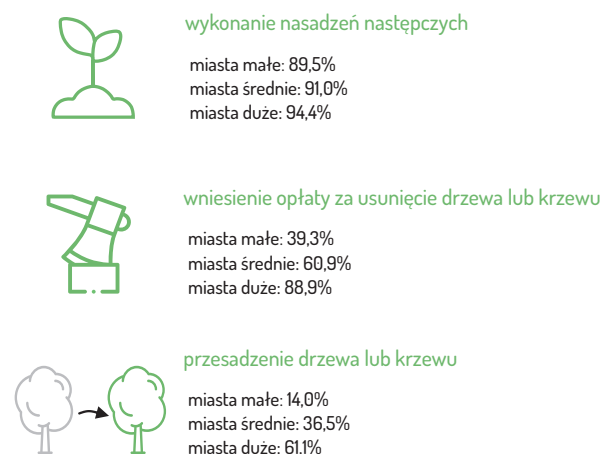 wykonanie nasadzeń następczych
miasta małe: 89,5%
miasta średnie: 91,0%
miasta duże: 94,4%
wniesienie opłaty za usunięcie drzewa lub krzewu
miasta małe: 39,3%
miasta średnie: 60,9%
miasta duże: 88,9%
przesadzenie drzewa lub krzewu
miasta małe: 14,0%
miasta średnie: 36,5%
miasta duże: 61,1%